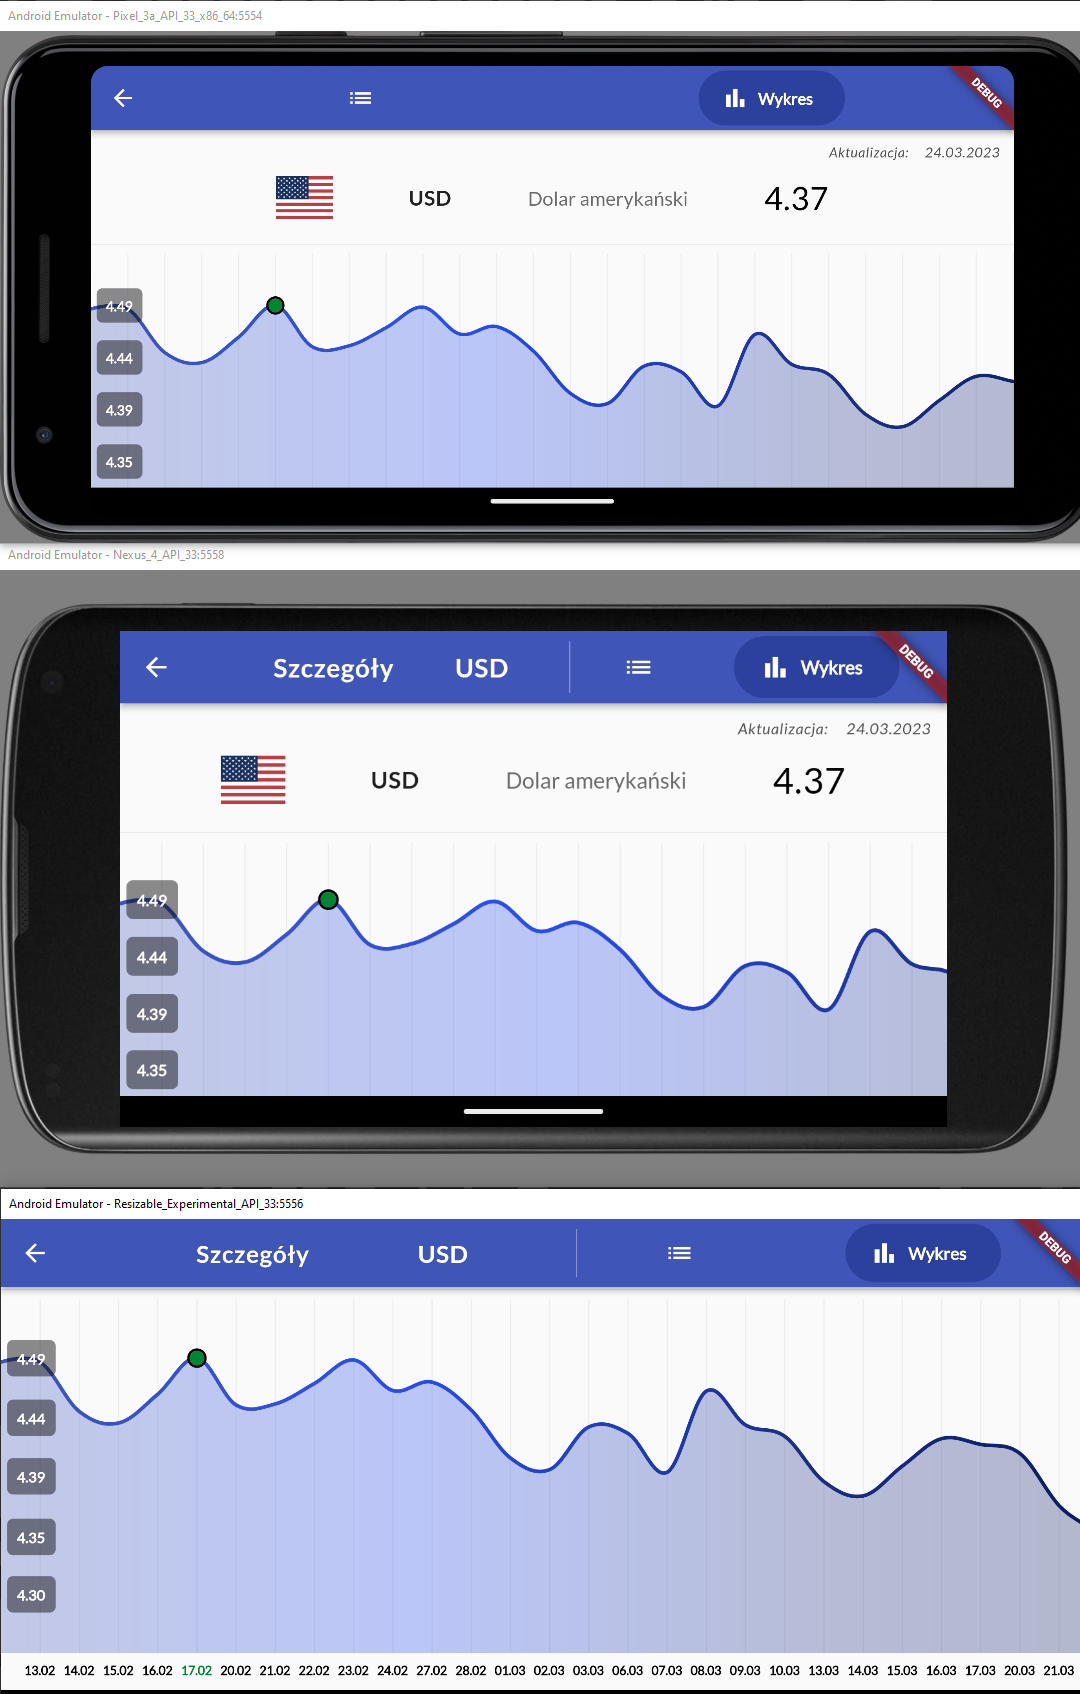 Android Emulator - Pixel_3a_API_33_x86_64:5554
Wykres
DEBUG
Aktualizacja: 24.03.2023
USD Dolar amerykański 4.37
4.49
4.44
4.39
4.35
Android Emulator - Nexus_4_API_33:5558
Szczegóły USD Wykres
DEBUG
Aktualizacja: 24.03.2023
USD Dolar amerykański 4.37
4.49
4.44
4.39
4.35
Android Emulator - Resizable_Experimental_API_33:5556
Szczegóły USD Wykres
DEBUG
4.49
4.44
4.39
4.35
4.30
13.02 14.02 15.02 16.02 17.02 20.02 21.02 22.02 23.02 24.02 27.02 28.02 01.03 02.03 03.03 06.03 07.03 08.03 09.03 10.03 13.03 14.03 15.03 16.03 17.03 20.03 21.03